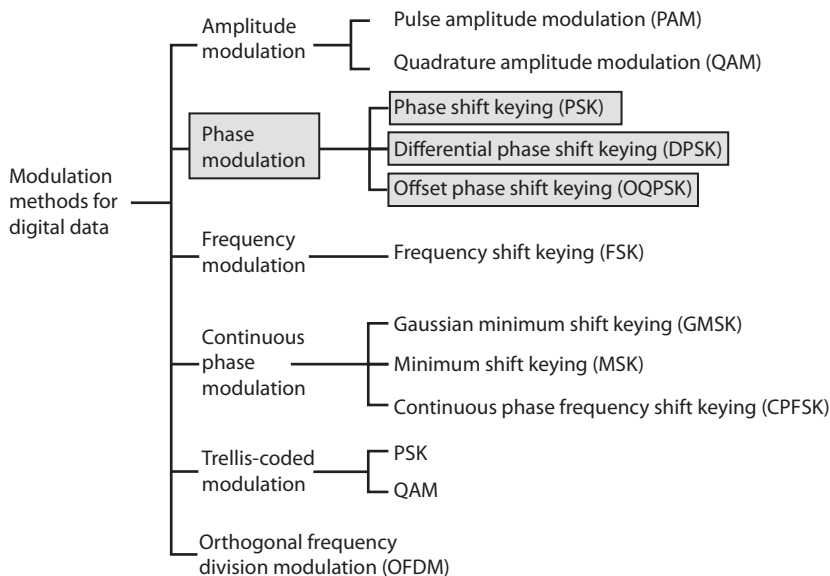 Modulation
methods for
digital data
Amplitude
modulation
Pulse amplitude modulation (PAM)
Quadrature amplitude modulation (QAM)
Phase
modulation
Phase shift keying (PSK)
Differential phase shift keying (DPSK)
Offset phase shift keying (OQPSK)
Frequency
modulation
Frequency shift keying (FSK)
Continuous
phase
modulation
Gaussian minimum shift keying (GMSK)
Minimum shift keying (MSK)
Continuous phase frequency shift keying (CPFSK)
Trellis-coded
modulation
PSK
QAM
Orthogonal frequency
division modulation (OFDM)